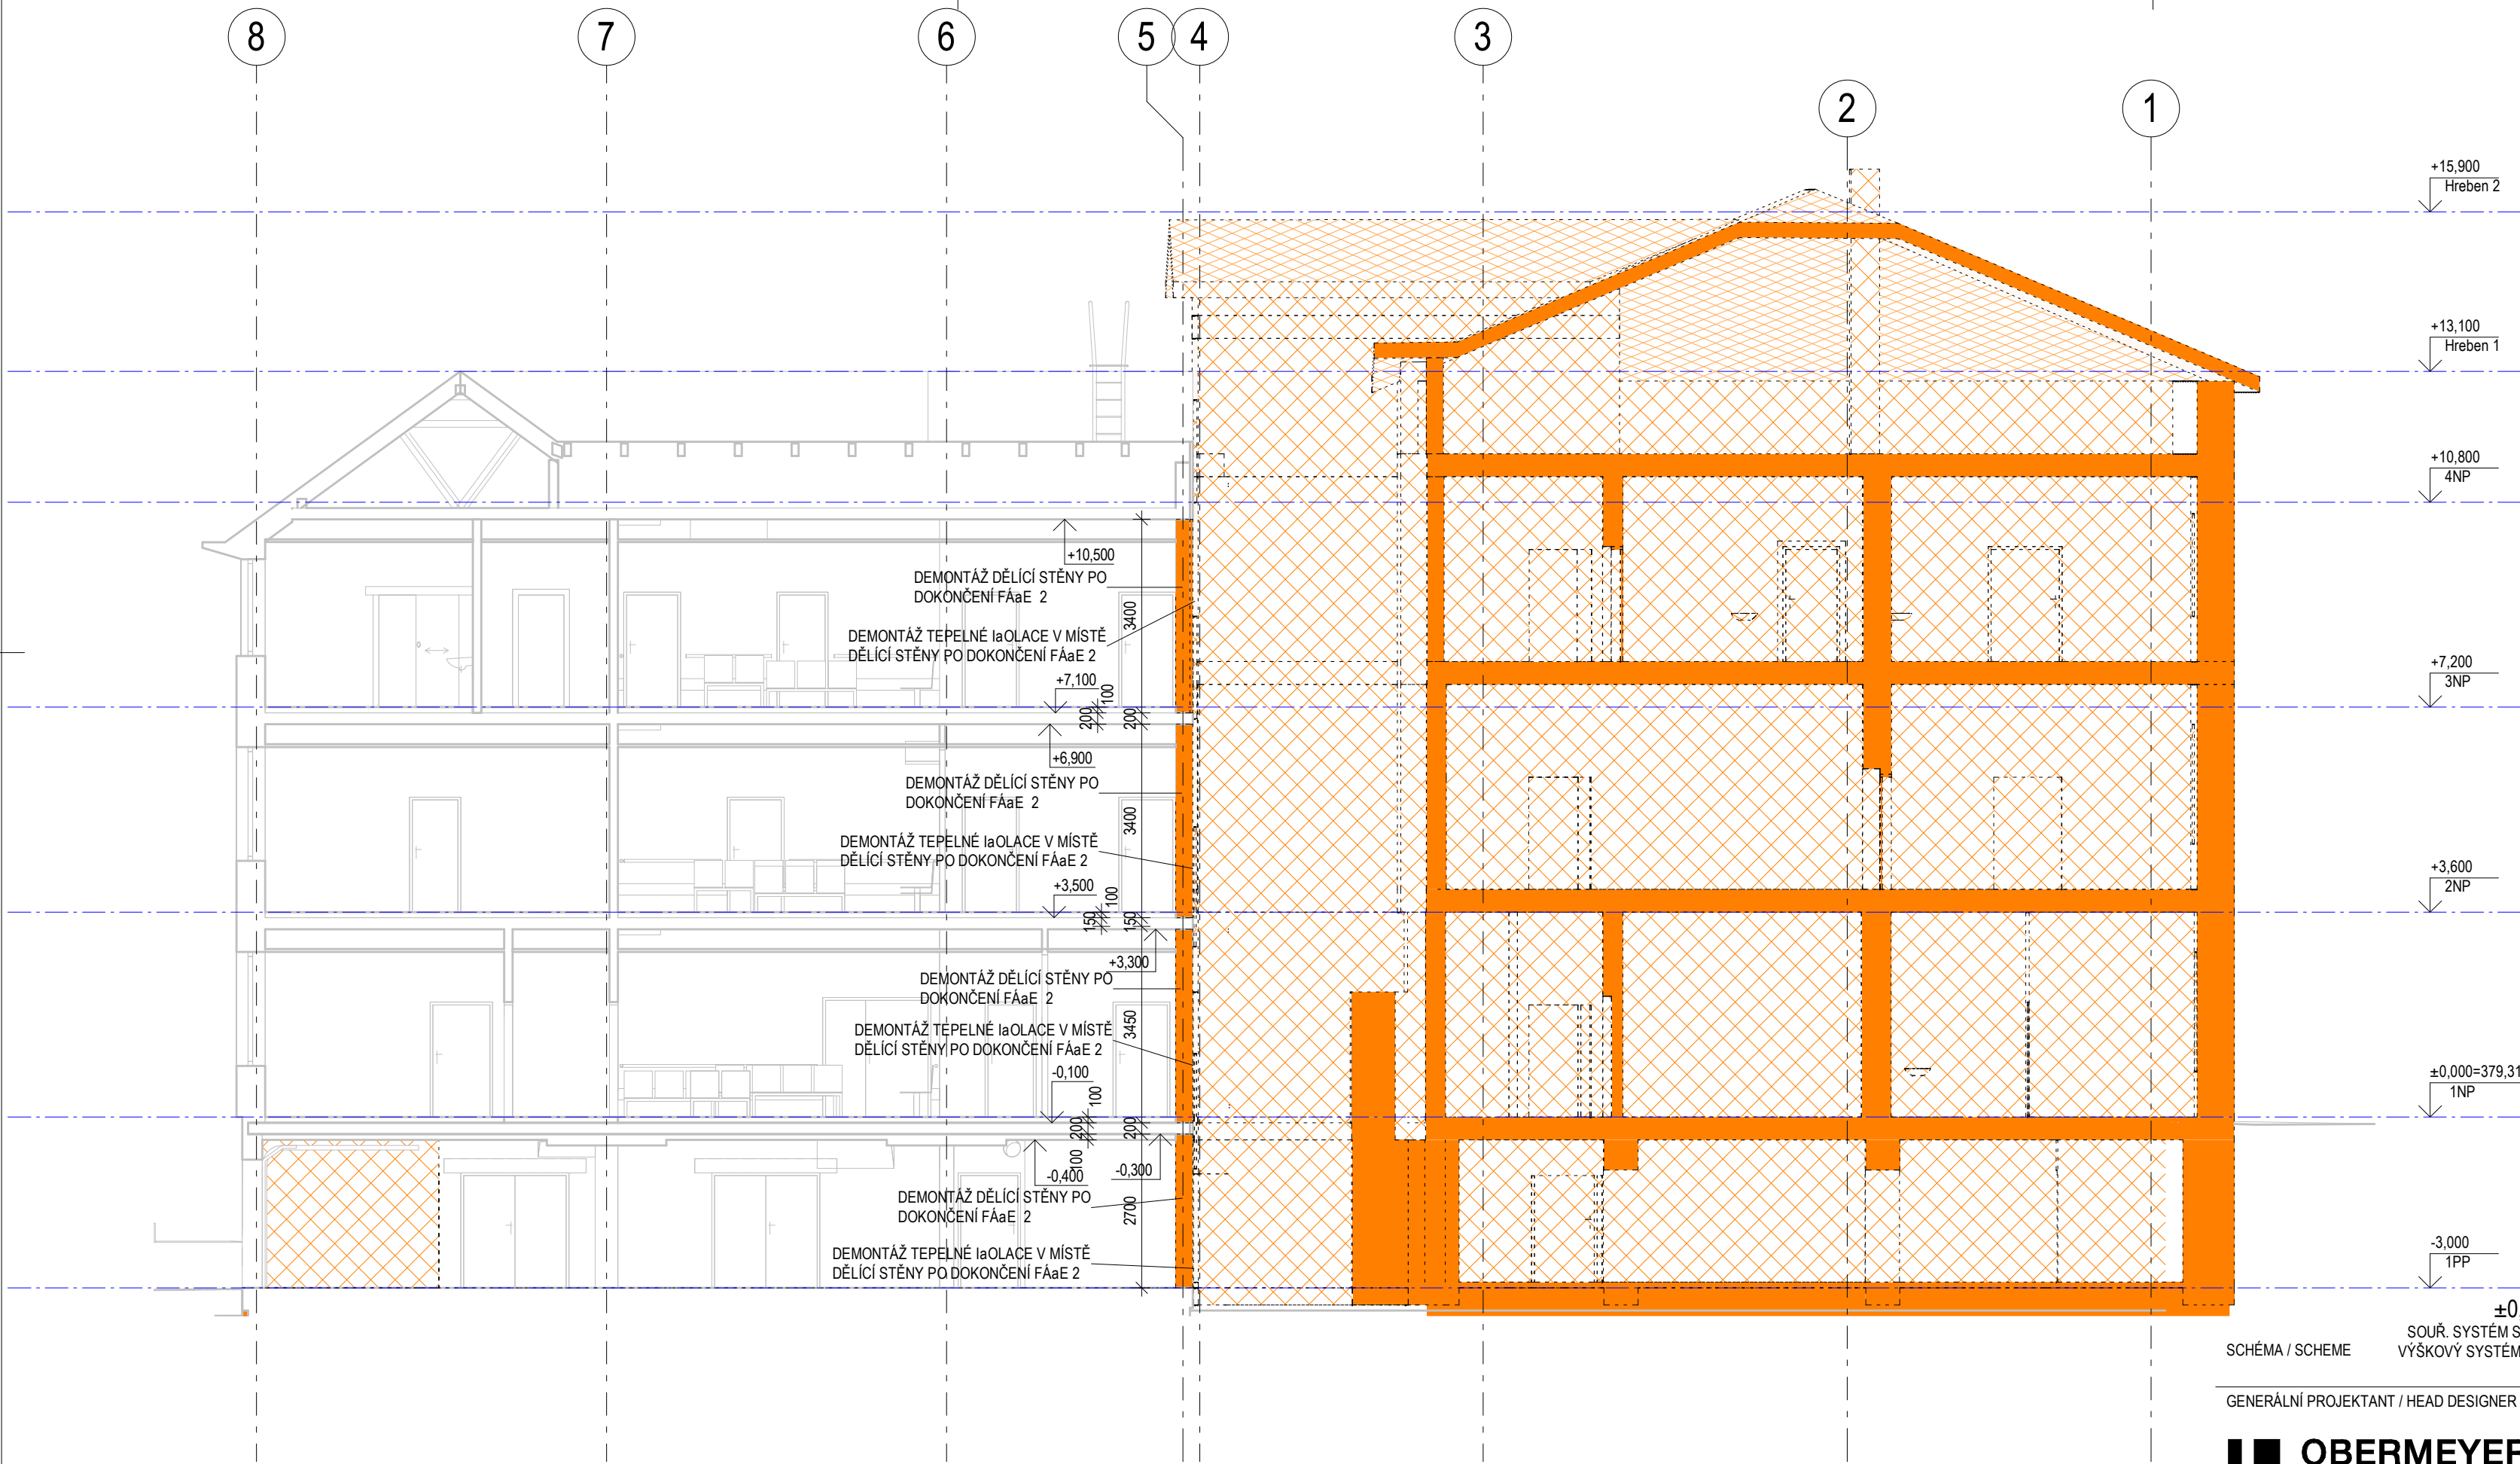 8
7
6
5
4
3
2
1
+15,900
Hreben 2
+13,100
Hreben 1
+10,800
4NP
+10,500
DEMONTÁŽ DĚLÍCÍ STĚNY PO
DOKONČENÍ FÁaE 2
3400
DEMONTÁŽ TEPELNÉ IaOLACE V MÍSTĚ
DĚLÍCÍ STĚNY PO DOKONČENÍ FÁaE 2
+7,100
100
200
200
+7,200
3NP
+6,900
DEMONTÁŽ DĚLÍCÍ STĚNY PO
DOKONČENÍ FÁaE 2
3400
DEMONTÁŽ TEPELNÉ IaOLACE V MÍSTĚ
DĚLÍCÍ STĚNY PO DOKONČENÍ FÁaE 2
+3,500
100
150
150
+3,600
2NP
+3,300
DEMONTÁŽ DĚLÍCÍ STĚNY PO
DOKONČENÍ FÁaE 2
3450
DEMONTÁŽ TEPELNÉ IaOLACE V MÍSTĚ
DĚLÍCÍ STĚNY PO DOKONČENÍ FÁaE 2
-0,100
100
200
200
100
±0,000=379,31
1NP
-0,400
-0,300
DEMONTÁŽ DĚLÍCÍ STĚNY PO
DOKONČENÍ FÁaE 2
2700
DEMONTÁŽ TEPELNÉ IaOLACE V MÍSTĚ
DĚLÍCÍ STĚNY PO DOKONČENÍ FÁaE 2
-3,000
1PP
±0,
SOUŘ. SYSTÉM S
SCHÉMA / SCHEME
VÝŠKOVÝ SYSTÉM
GENERÁLNÍ PROJEKTANT / HEAD DESIGNER
OBERMEYER